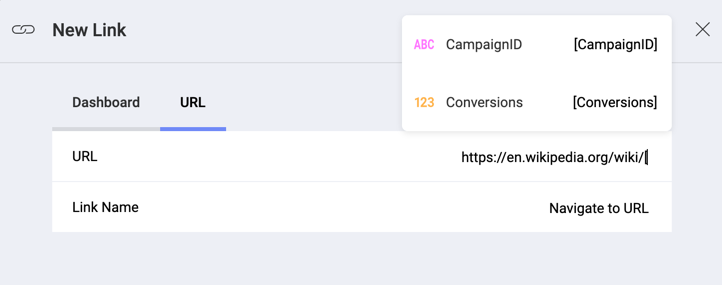 New Link
ABC CampaignID [CampaignID]
123 Conversions [Conversions]
Dashboard URL
URL https://en.wikipedia.org/wiki/[
Link Name Navigate to URL